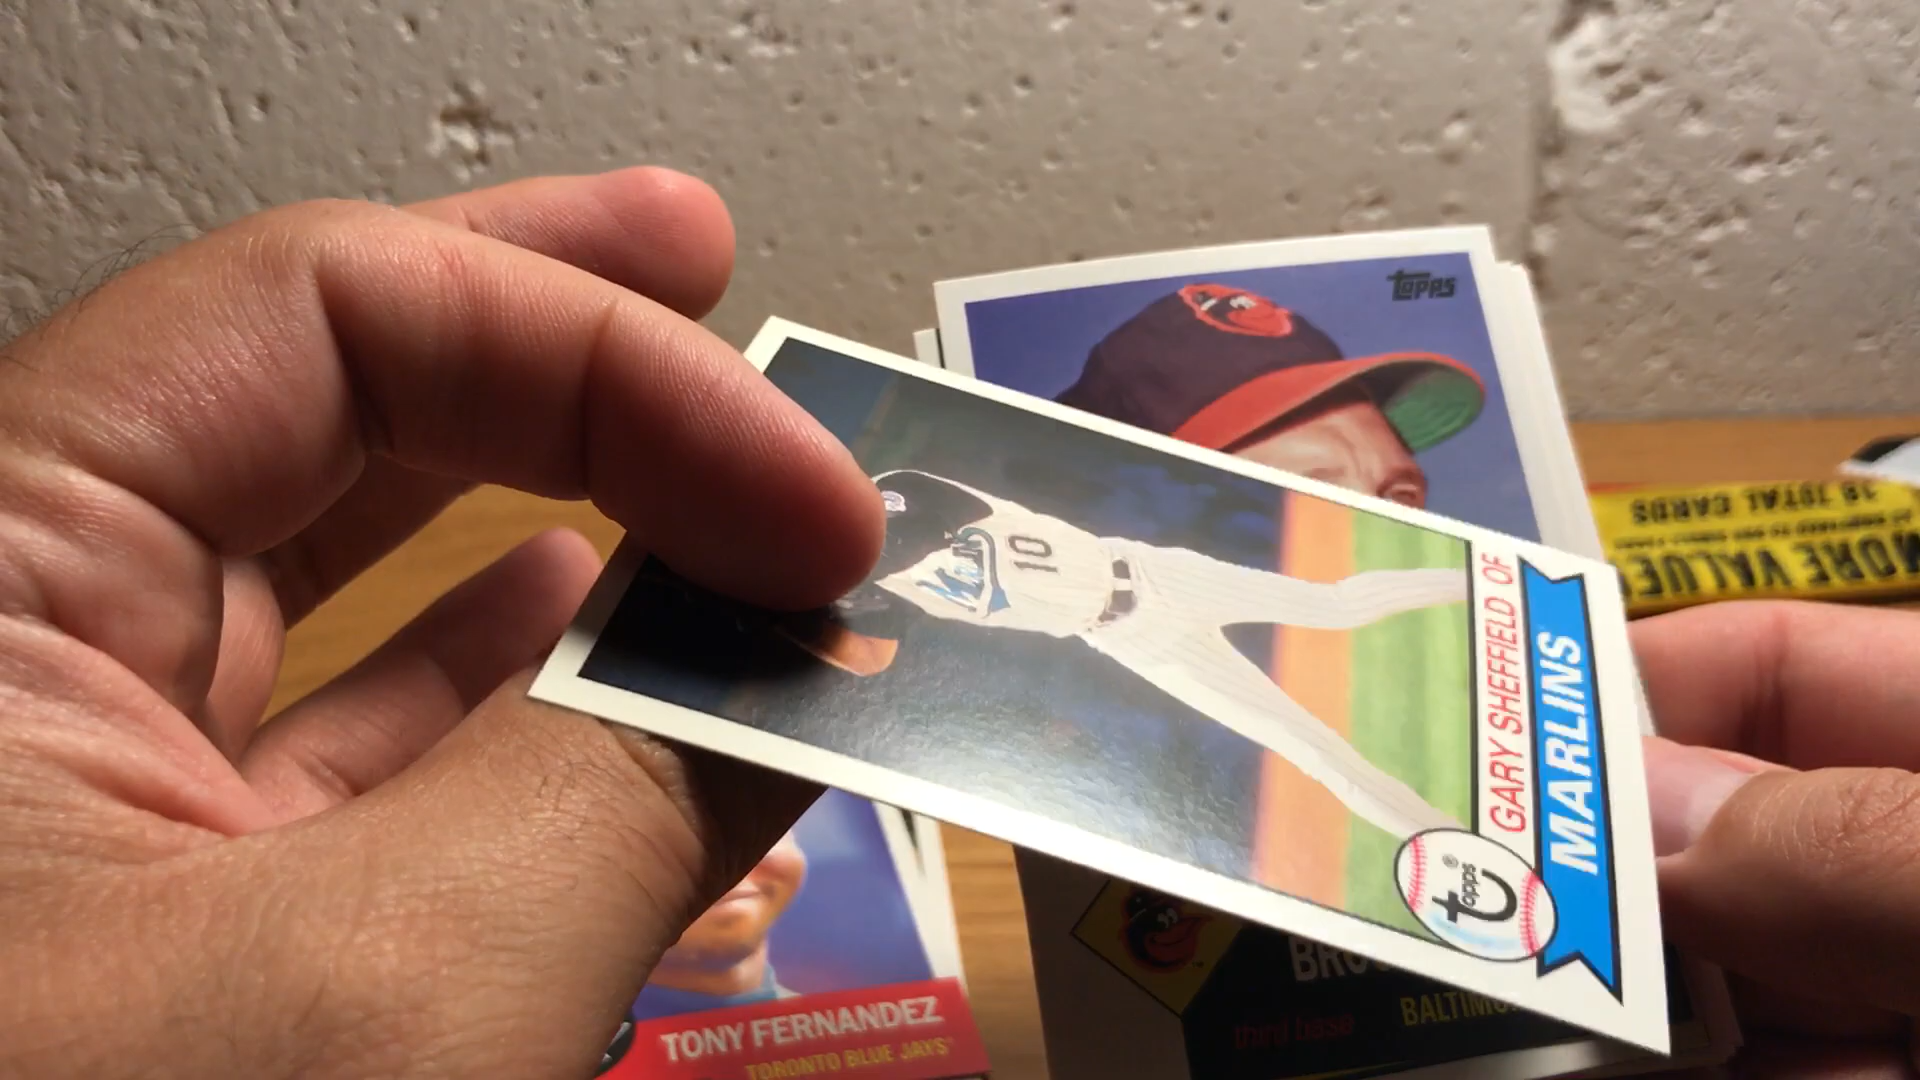 Topps
18 TOTAL CARDS
MORE VALUE
Marlins
10
GARY SHEFFIELD OF
MARLINS
Topps®
TONY FERNANDEZ
TORONTO BLUE JAYS
third base